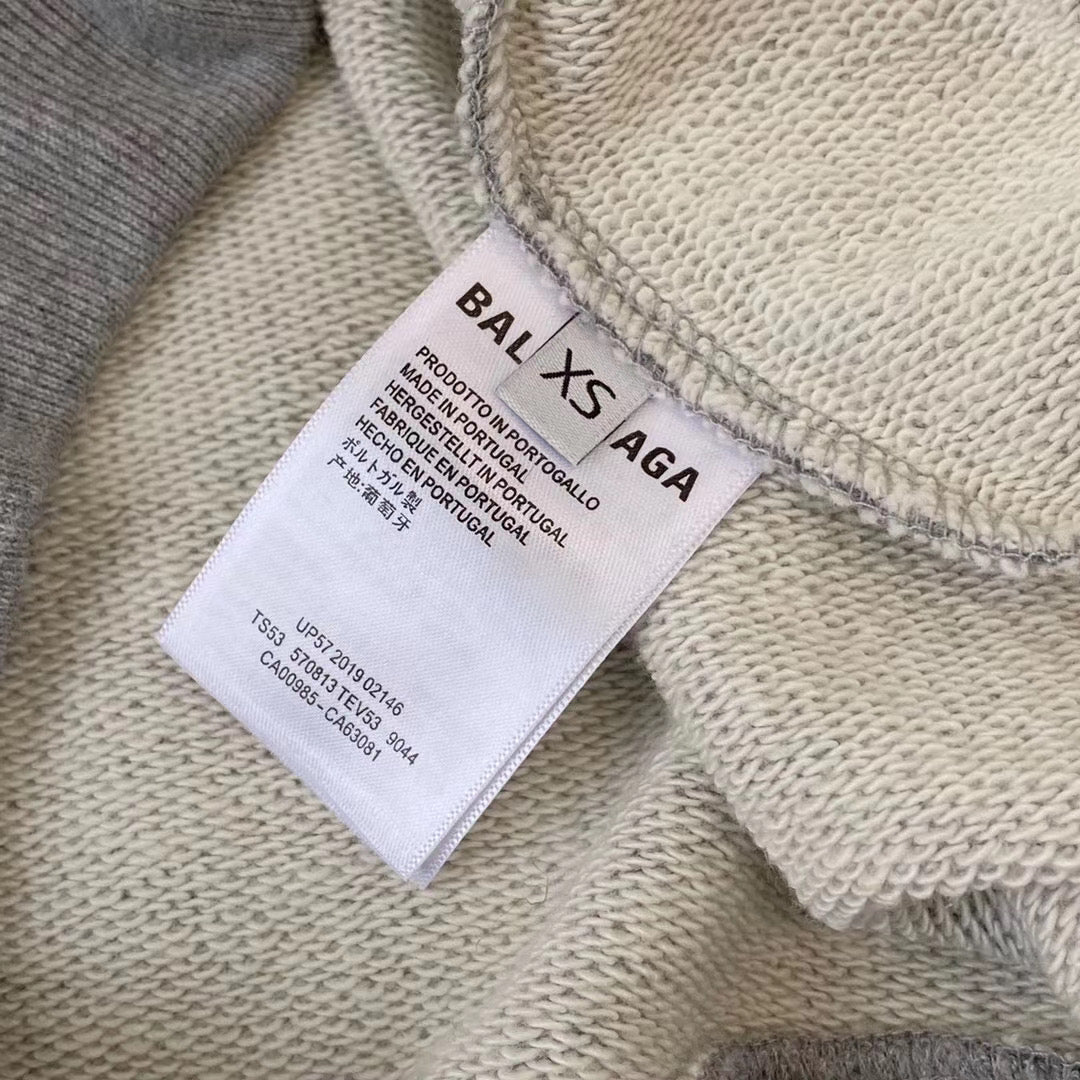 BAL AGA
XS
PRODOTTO IN PORTOGALLO
MADE IN PORTUGAL
HERGESTELLT IN PORTUGAL
FABRIQUE EN PORTUGAL
HECHO EN PORTUGAL
ポルトガル製
产地:葡萄牙
UP57 2019 02146
TS53 570813 TEV53 9044
CA00985-CA63081